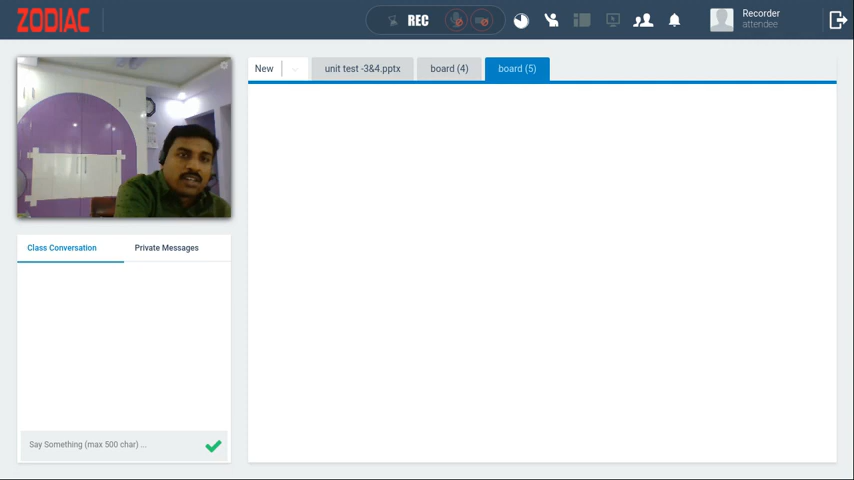 ZODIAC
REC
Recorder
attendee
New
unit test -3&4.pptx
board (4)
board (5)
Class Conversation
Private Messages
Say Something (max 500 char) ...